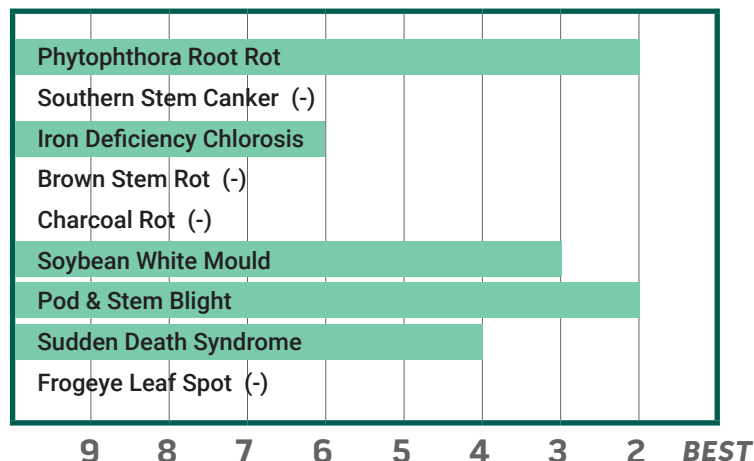 Phytophthora Root Rot
Southern Stem Canker (-)
Iron Deficiency Chlorosis
Brown Stem Rot (-)
Charcoal Rot (-)
Soybean White Mould
Pod & Stem Blight
Sudden Death Syndrome
Frogeye Leaf Spot (-)
9 8 7 6 5 4 3 2 BEST